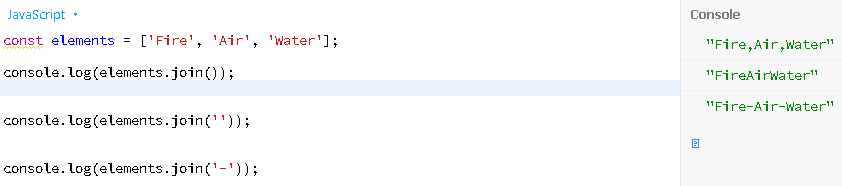 JavaScript
const elements = ['Fire', 'Air', 'Water'];
console.log(elements.join());
console.log(elements.join(''));
console.log(elements.join('-'));
Console
"Fire,Air,Water"
"FireAirWater"
"Fire-Air-Water"